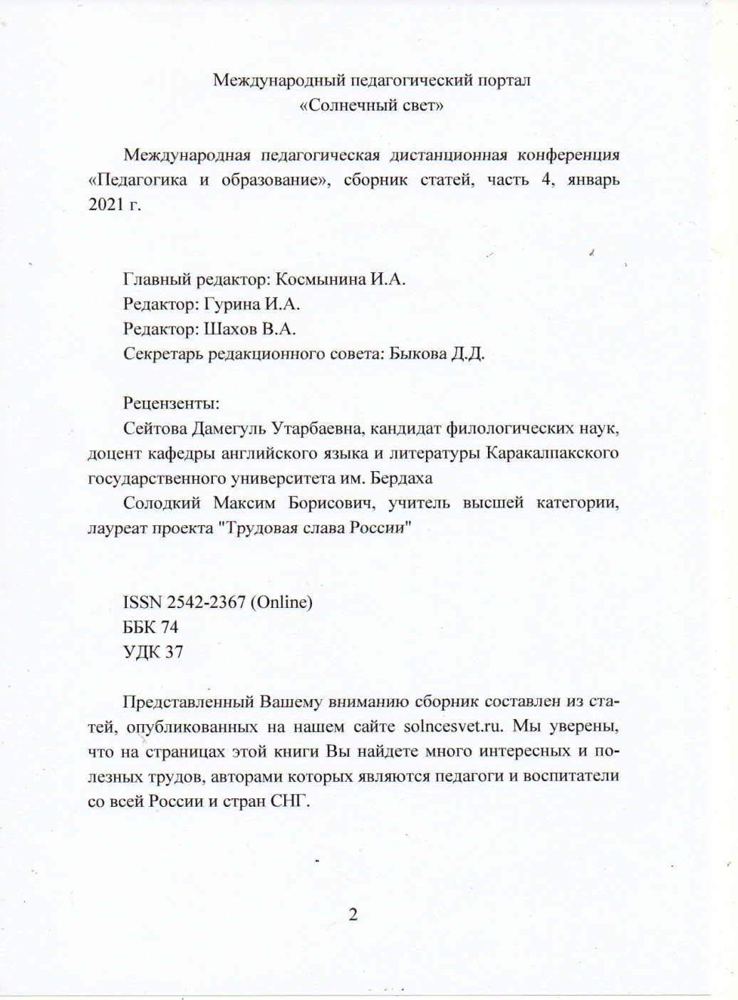 Международный педагогический портал
«Солнечный свет»
Международная педагогическая дистанционная конференция
«Педагогика и образование», сборник статей, часть 4, январь
2021 г.
Главный редактор: Космынина И.А.
Редактор: Гурина И.А.
Редактор: Шахов В.А.
Секретарь редакционного совета: Быкова Д.Д.
Рецензенты:
Сейтова Дамегуль Утарбаевна, кандидат филологических наук,
доцент кафедры английского языка и литературы Каракалпакского
государственного университета им. Бердаха
Солодкий Максим Борисович, учитель высшей категории,
лауреат проекта "Трудовая слава России"
ISSN 2542-2367 (Online)
ББК 74
УДК 37
Представленный Вашему вниманию сборник составлен из ста-
тей, опубликованных на нашем сайте solncesvet.ru. Мы уверены,
что на страницах этой книги Вы найдете много интересных и по-
лезных трудов, авторами которых являются педагоги и воспитатели
со всей России и стран СНГ.
2